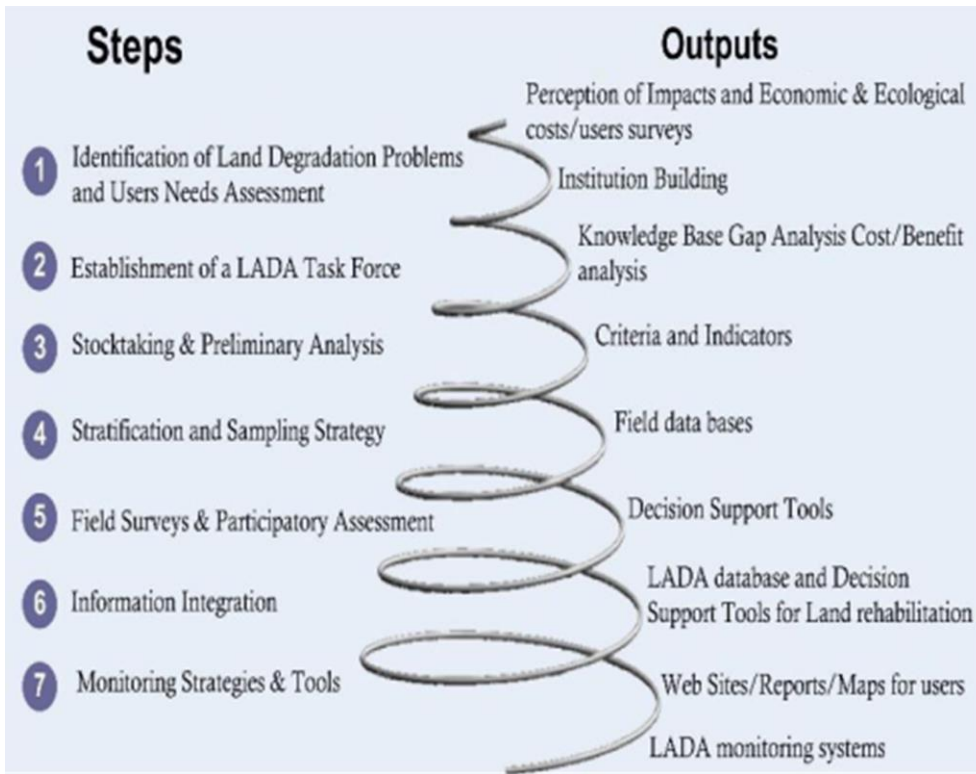 Steps
Outputs
Perception of Impacts and Economic & Ecological
costs/users surveys
1
Identification of Land Degradation Problems
and Users Needs Assessment
Institution Building
2
Establishment of a LADA Task Force
Knowledge Base Gap Analysis Cost/Benefit
analysis
3
Stocktaking & Preliminary Analysis
Criteria and Indicators
4
Stratification and Sampling Strategy
Field data bases
5
Field Surveys & Participatory Assessment
Decision Support Tools
6
Information Integration
LADA database and Decision
Support Tools for Land rehabilitation
7
Monitoring Strategies & Tools
Web Sites/Reports/Maps for users
LADA monitoring systems